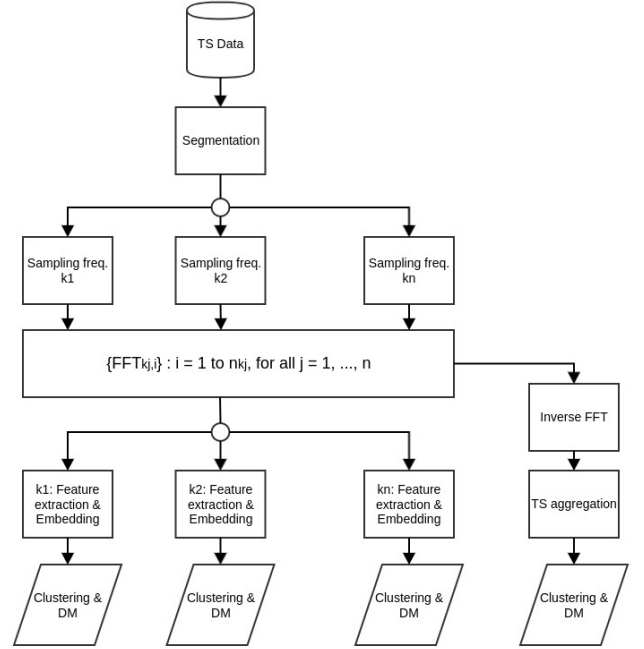 TS Data
Segmentation
Sampling freq.
k1
Sampling freq.
k2
Sampling freq.
kn
{FFTkj,i} : i = 1 to nkj, for all j = 1, ..., n
Inverse FFT
k1: Feature
extraction &
Embedding
k2: Feature
extraction &
Embedding
kn: Feature
extraction &
Embedding
TS aggregation
Clustering &
DM
Clustering &
DM
Clustering &
DM
Clustering &
DM